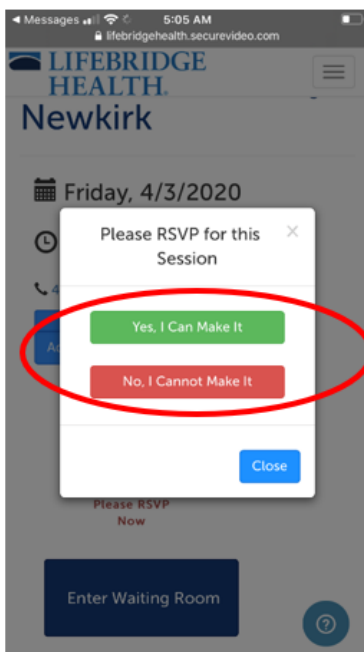 Messages 5:05 AM
lifebridgehealth.securevideo.com
LIFEBRIDGE
HEALTH.
Newkirk
Friday, 4/3/2020
Please RSVP for this
Session
×
4
Yes, I Can Make It
No, I Cannot Make It
Close
Please RSVP
Now
Enter Waiting Room
?